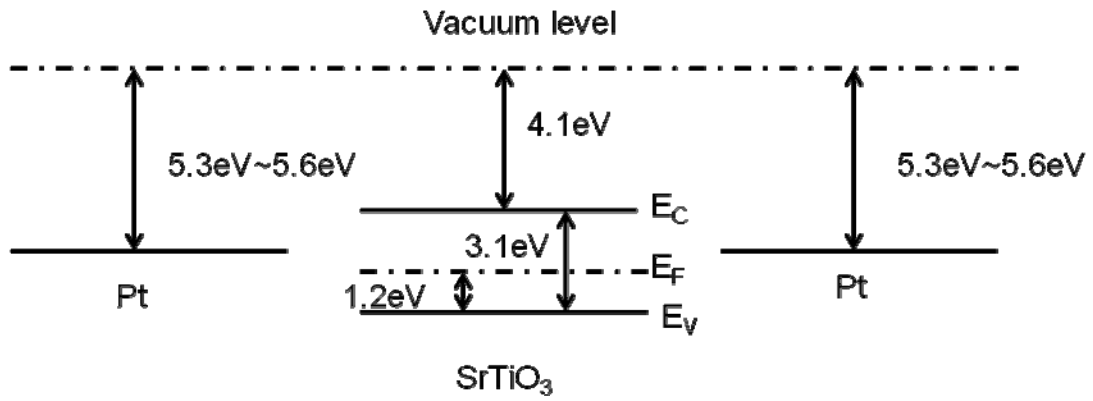 Vacuum level
4.1eV
5.3eV~5.6eV
5.3eV~5.6eV
E_C
3.1eV
E_F
Pt
Pt
1.2eV
E_V
SrTiO₃